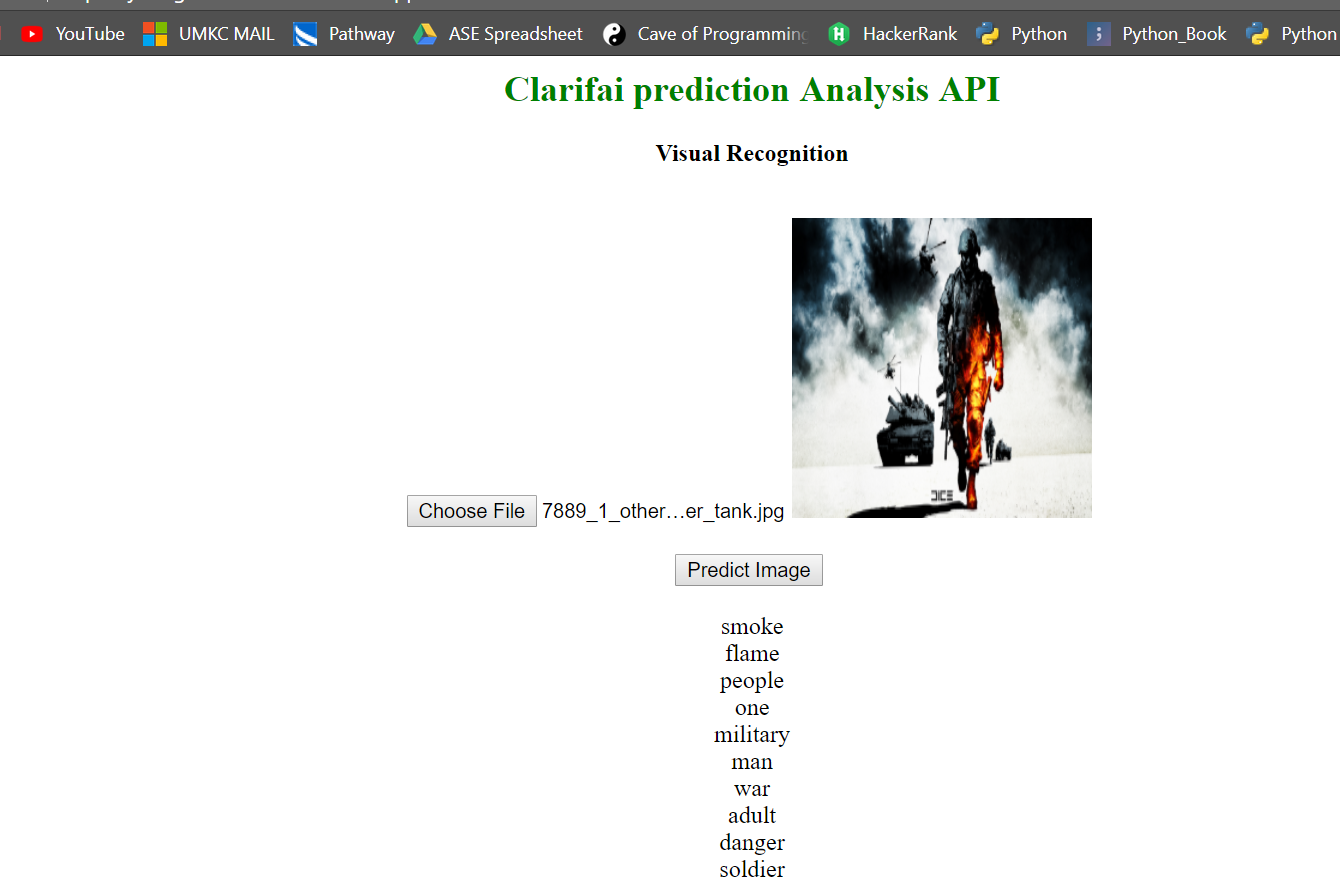 YouTube UMKC MAIL Pathway ASE Spreadsheet Cave of Programming HackerRank Python Python_Book Python
Clarifai prediction Analysis API
Visual Recognition
DICE
Choose File 7889_1_other…er_tank.jpg
Predict Image
smoke
flame
people
one
military
man
war
adult
danger
soldier